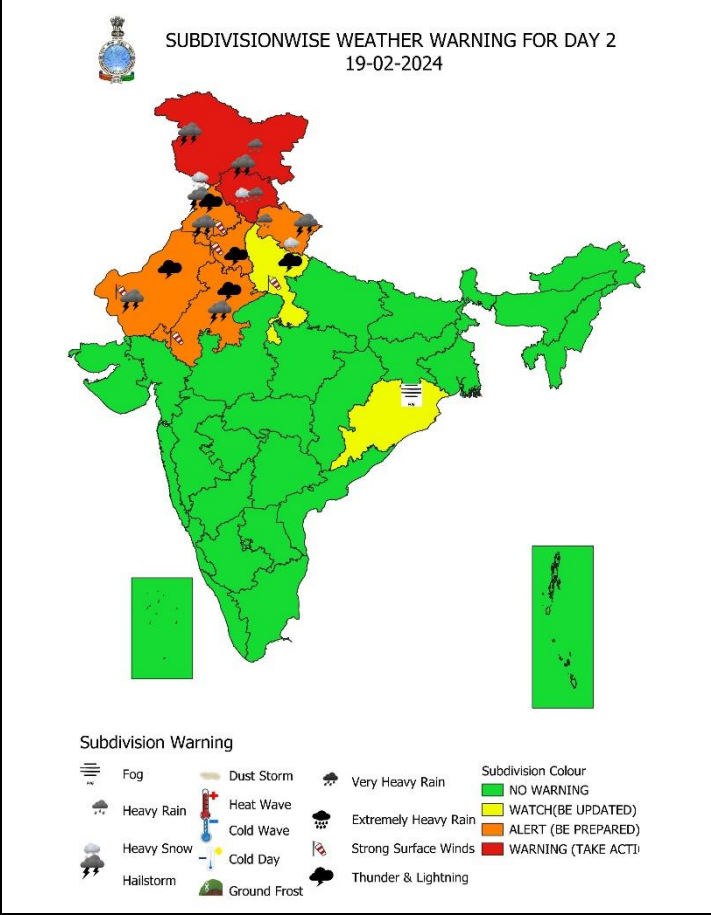 SUBDIVISIONWISE WEATHER WARNING FOR DAY 2
19-02-2024
FOG
Subdivision Warning
Fog
FOG
Heavy Rain
Heavy Snow
Hailstorm
Dust Storm
Heat Wave
Cold Wave
Cold Day
Ground Frost
Very Heavy Rain
Extremely Heavy Rain
Strong Surface Winds
Thunder & Lightning
Subdivision Colour
NO WARNING
WATCH(BE UPDATED)
ALERT (BE PREPARED)
WARNING (TAKE ACTI